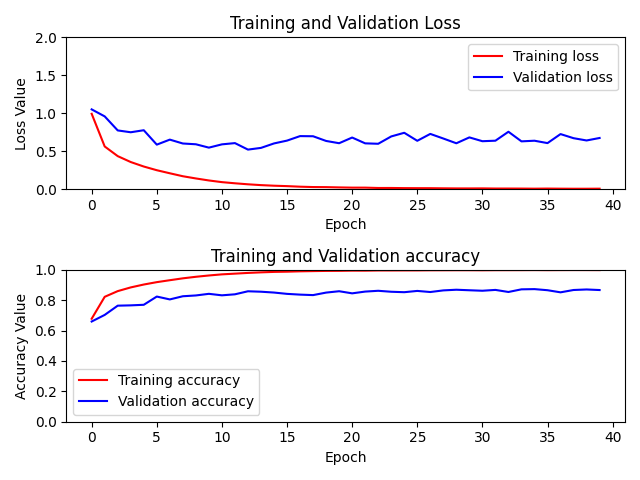 Training and Validation Loss
2.0
1.5
1.0
0.5
0.0
Loss Value
Training loss
Validation loss
0 5 10 15 20 25 30 35 40
Epoch
Training and Validation accuracy
1.0
0.8
0.6
0.4
0.2
0.0
Accuracy Value
Training accuracy
Validation accuracy
0 5 10 15 20 25 30 35 40
Epoch